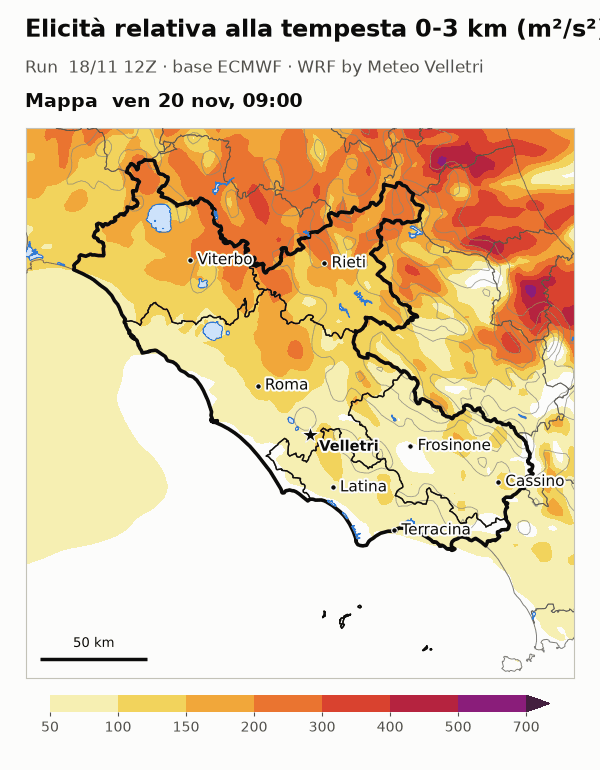 Elicità relativa alla tempesta 0-3 km (m²/s²)
Run  18/11 12Z · base ECMWF · WRF by Meteo Velletri
Mappa  ven 20 nov, 09:00
Viterbo
Rieti
Roma
Velletri
Frosinone
Cassino
Latina
Terracina
50 km
50 100 150 200 300 400 500 700